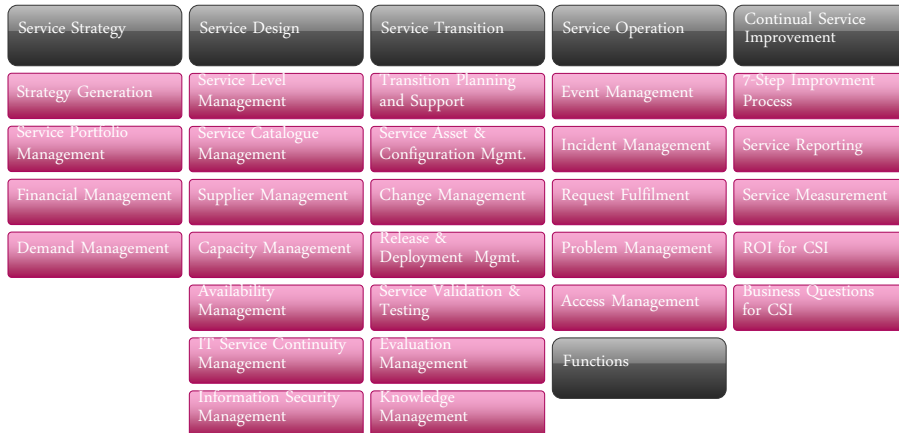 Service Strategy
Strategy Generation
Service Portfolio
Management
Financial Management
Demand Management
Service Design
Service Level
Management
Service Catalogue
Management
Supplier Management
Capacity Management
Availability
Management
IT Service Continuity
Management
Information Security
Management
Service Transition
Transition Planning
and Support
Service Asset &
Configuration Mgmt.
Change Management
Release &
Deployment Mgmt.
Service Validation &
Testing
Evaluation
Management
Knowledge
Management
Service Operation
Event Management
Incident Management
Request Fulfilment
Problem Management
Access Management
Functions
Continual Service
Improvement
7-Step Improvment
Process
Service Reporting
Service Measurement
ROI for CSI
Business Questions
for CSI